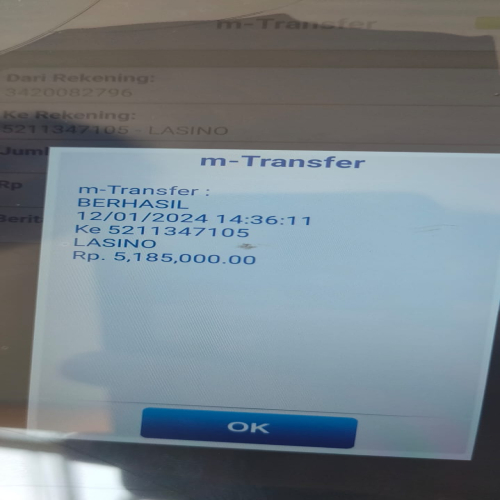 m-Transfer
Dari Rekening:
3420082796
Ke Rekening:
5211347105 - LASINO
Rp
m-Transfer
m-Transfer :
BERHASIL
12/01/2024 14:36:11
Ke 5211347105
LASINO
Rp. 5,185,000.00
OK